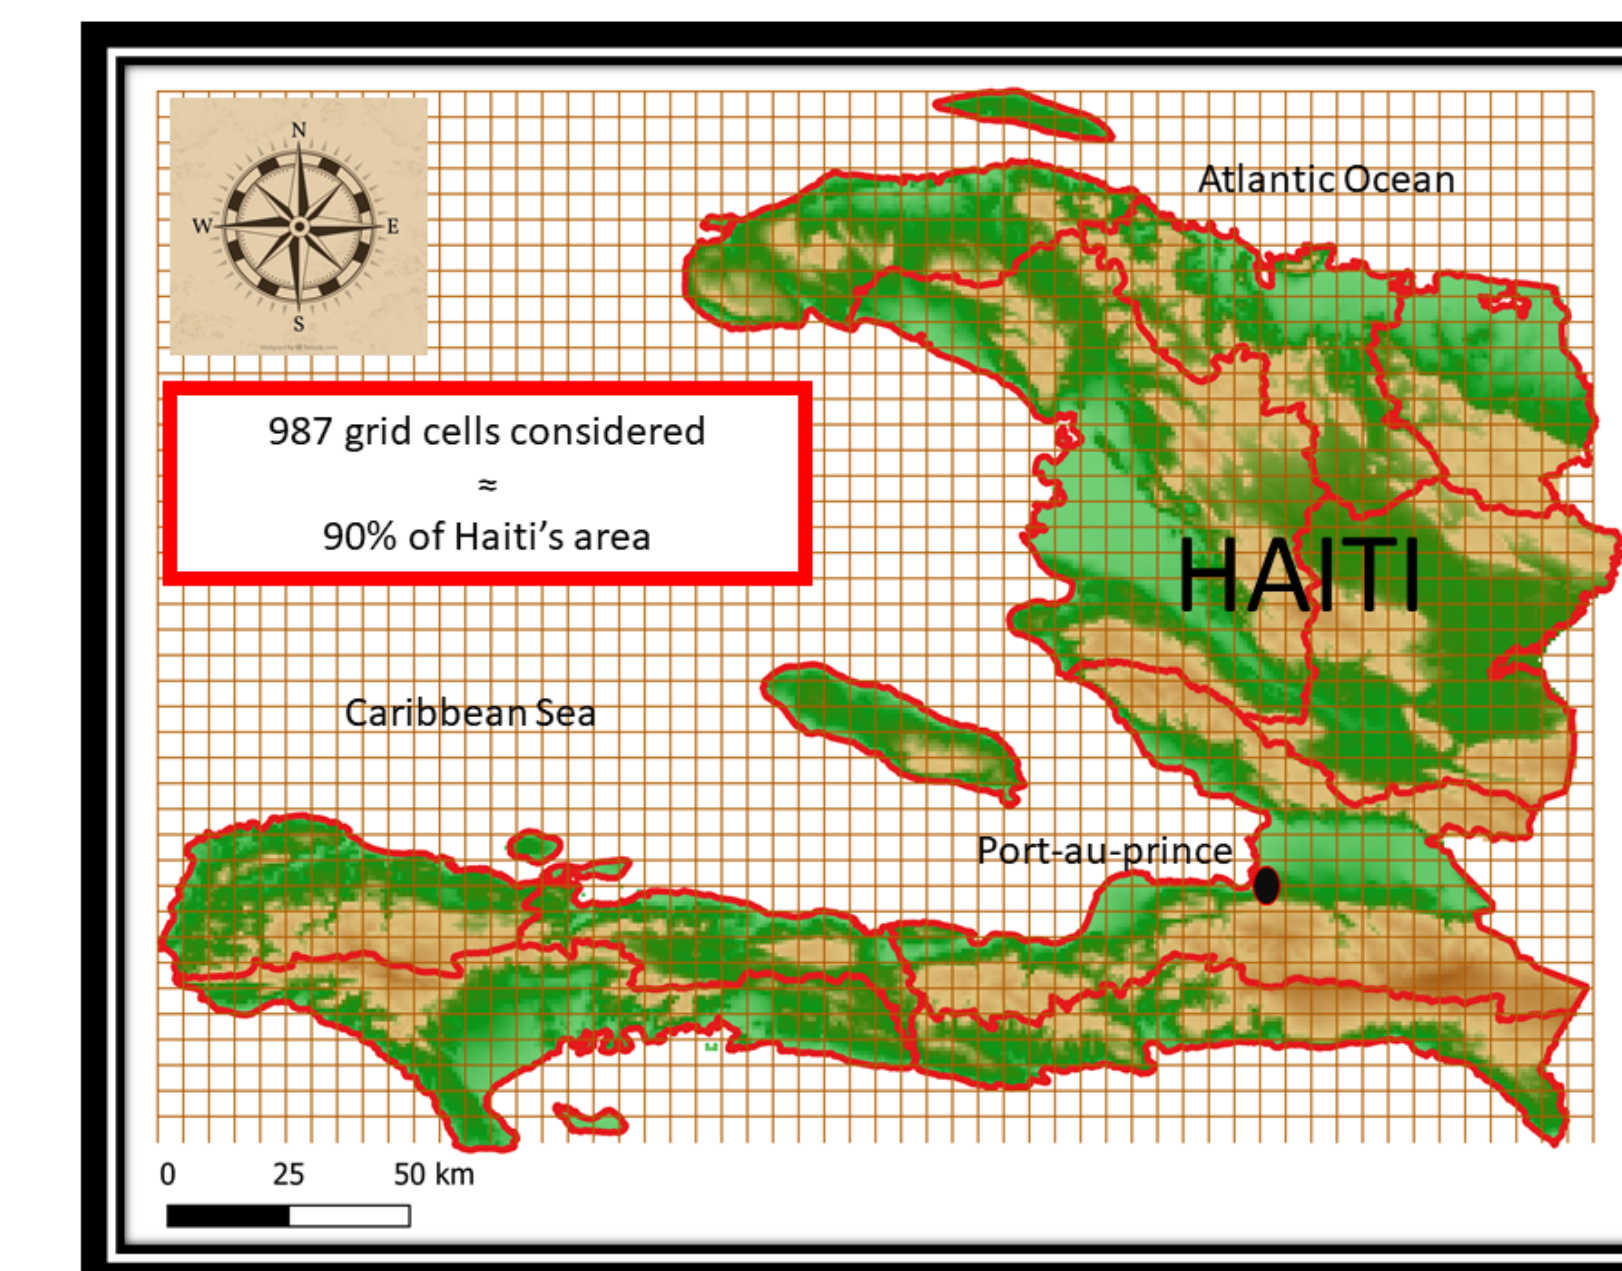 N
W
E
S
Atlantic Ocean
987 grid cells considered
≈
90% of Haiti's area
HAITI
Caribbean Sea
Port-au-prince
0 25 50 km